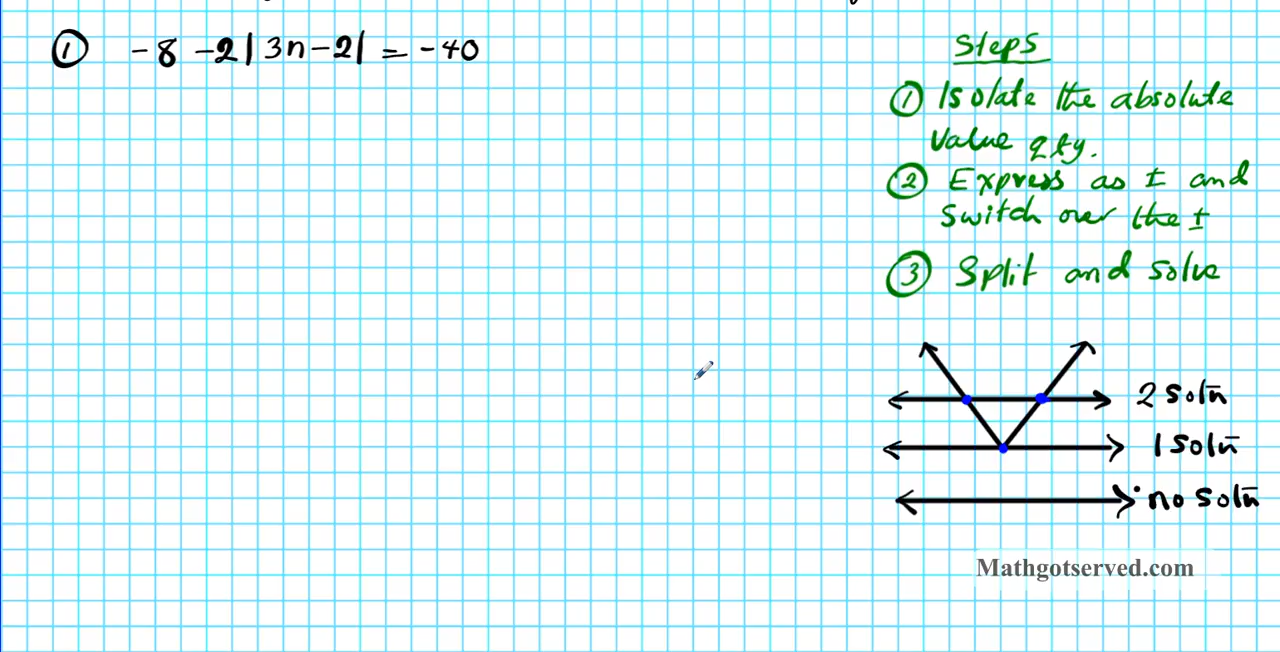 ① -8 -2| 3n-2| = -40
Steps
① Isolate the absolute
Value qty.
② Express as ± and
Switch over the ±
③ Split and solve
2 soln̄
1 soln̄
no soln̄
Mathgotserved.com